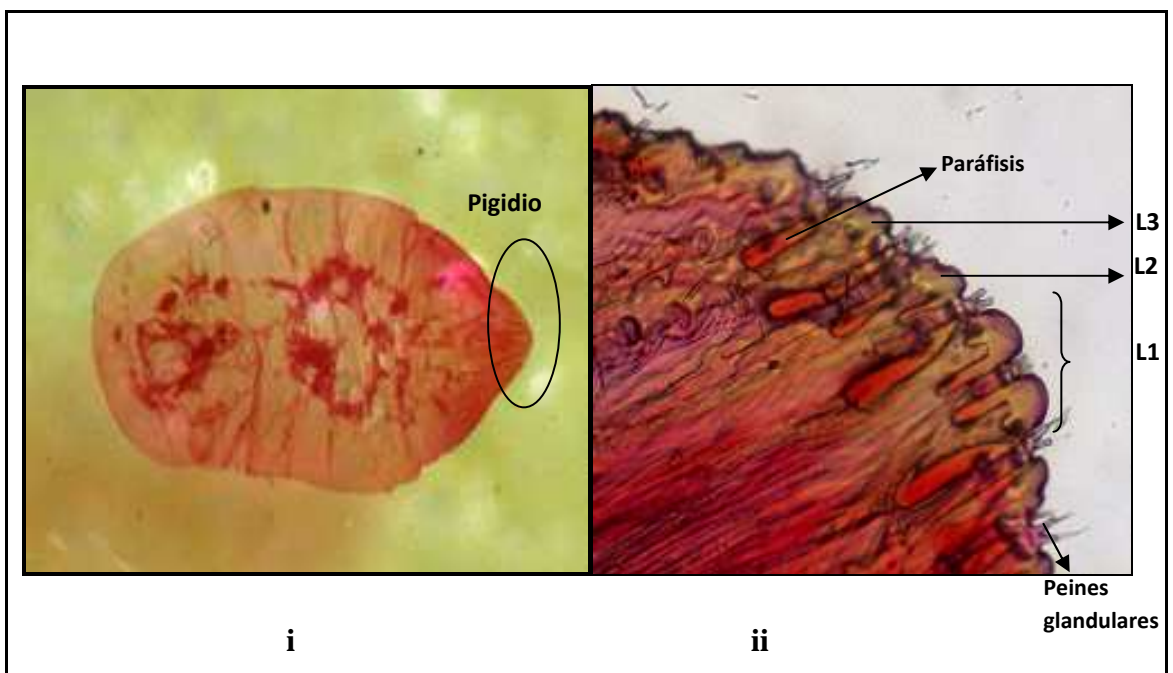 Pigidio
Paráfisis
L3
L2
L1
Peines
glandulares
i
ii